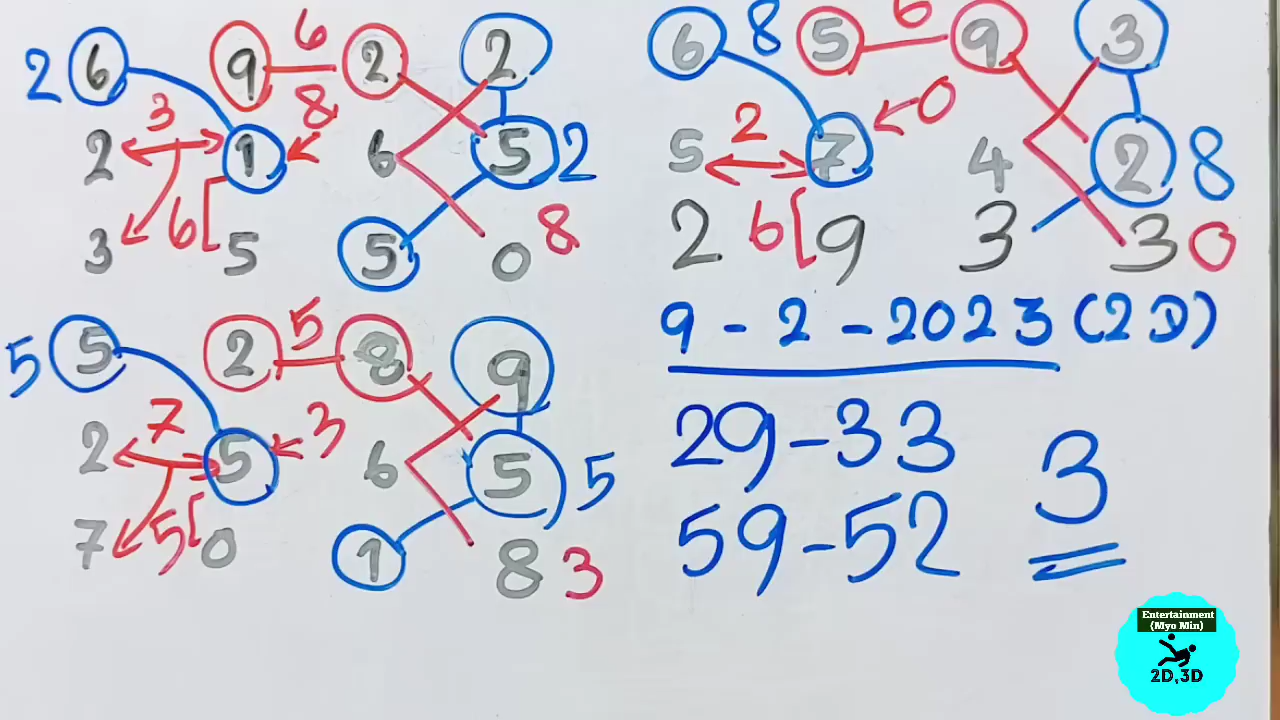 2 6 9 6 2 2
2 3 1 8 6 5 2
3 6 5 5 0 8
5 5 2 5 8 9
2 7 5 3 6 5 5
7 5 0 1 8 3
6 8 5 6 9 3
5 2 7 0 4 2 8
2 6 9 3 3 0
9 - 2 - 2023 (2D)
29 - 33
59 - 52
3
Entertainment
(Myo Min)
2D,3D